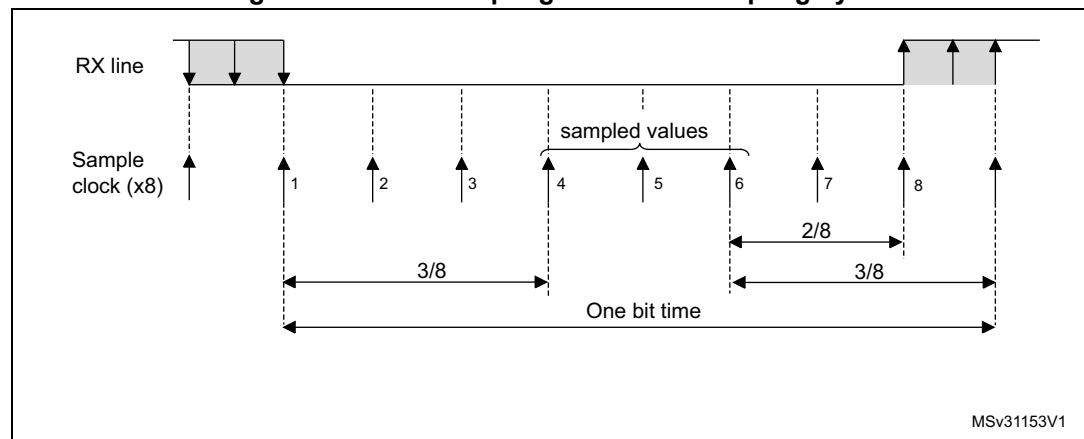 RX line
sampled values
Sample
clock (x8)
1 2 3 4 5 6 7 8
2/8
3/8 3/8
One bit time
MSv31153V1